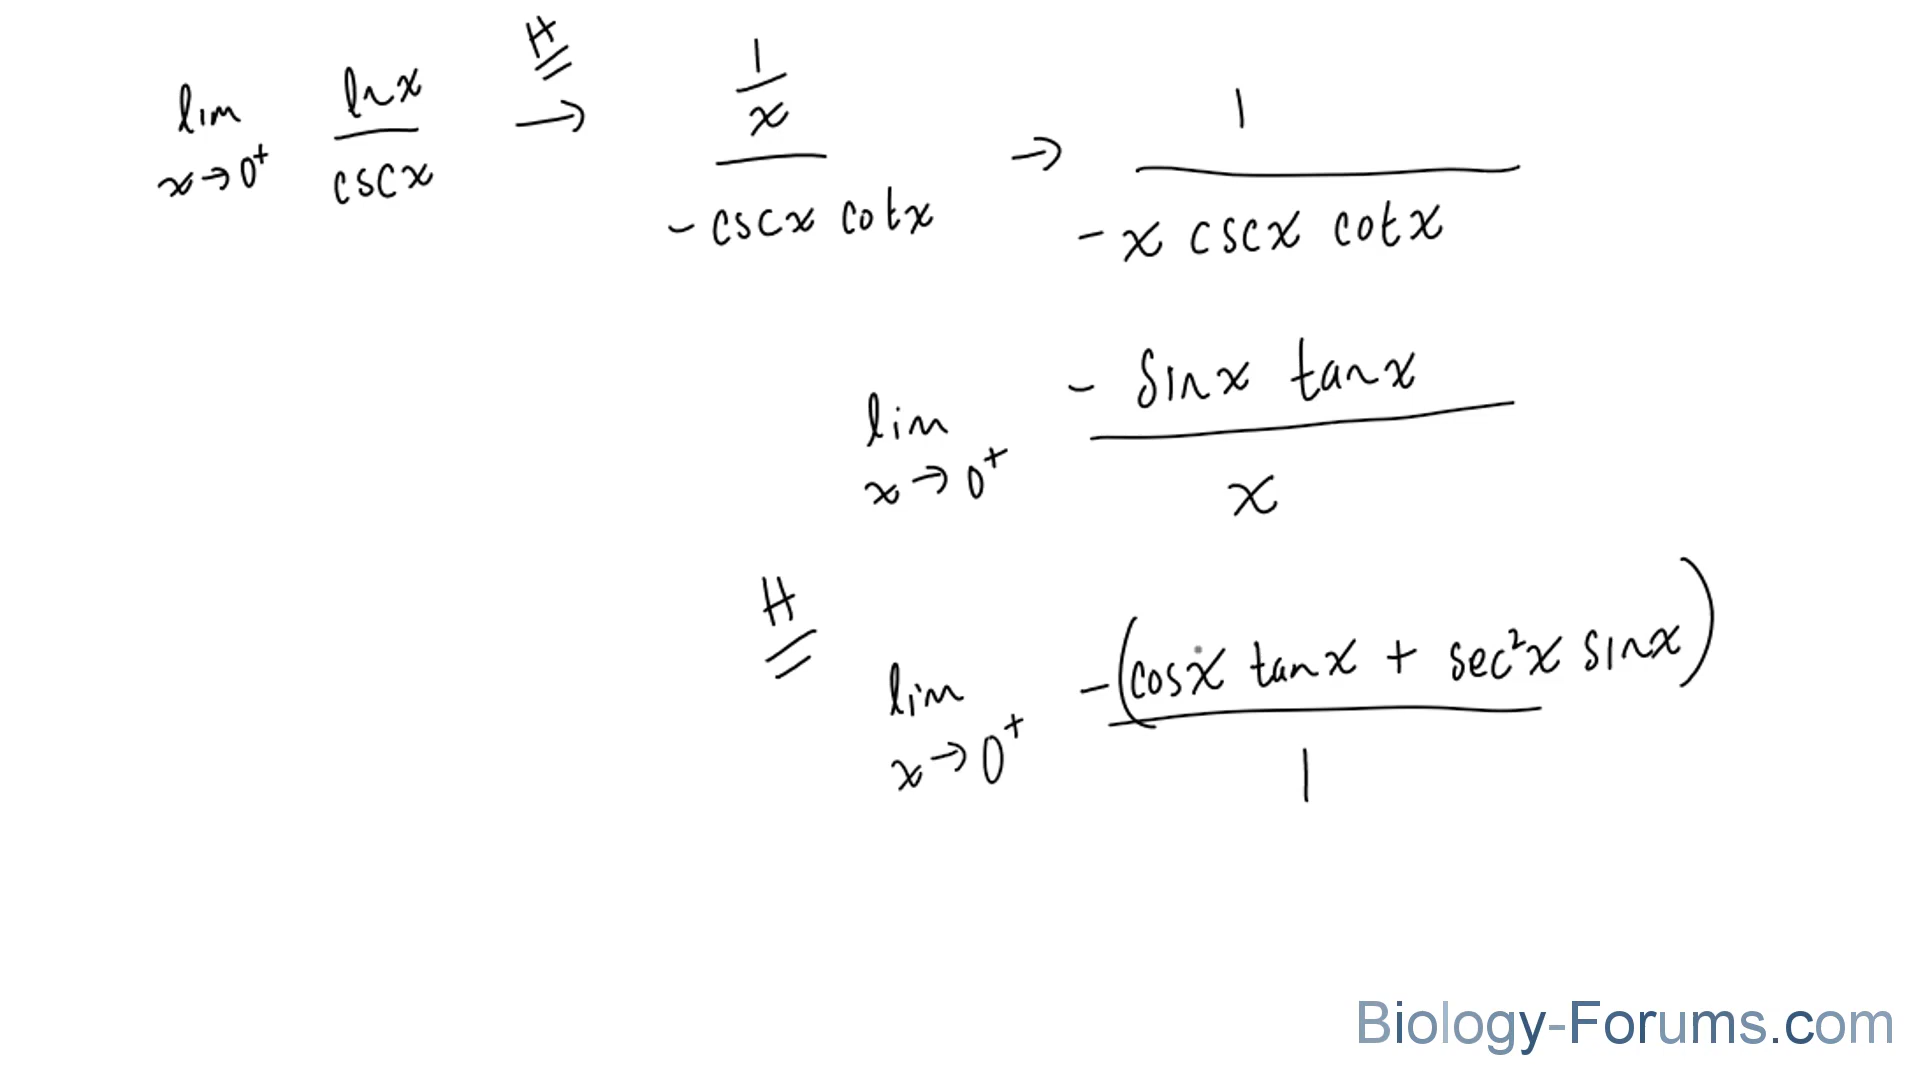 lim x→0⁺ ln x / csc x →ᴴ= (1/x) / (- csc x cot x) → 1 / (- x csc x cot x)
lim x→0⁺ - sin x tan x / x
H= lim x→0⁺ -(cos x tan x + sec²x sin x) / 1
Biology-Forums.com